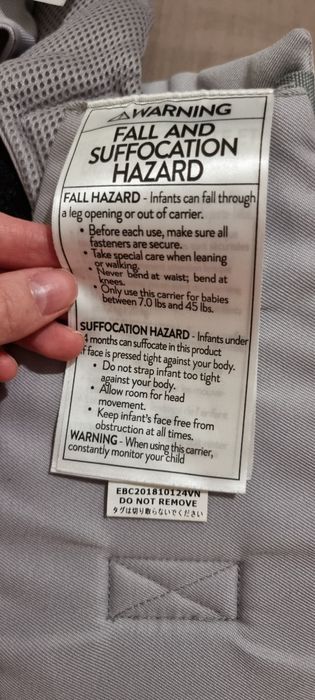 ⚠WARNING
FALL AND
SUFFOCATION
HAZARD
FALL HAZARD - Infants can fall through
a leg opening or out of carrier.
• Before each use, make sure all
fasteners are secure.
• Take special care when leaning
or walking.
• Never bend at waist; bend at
knees.
• Only use this carrier for babies
between 7.0 lbs and 45 lbs.
SUFFOCATION HAZARD - Infants under
4 months can suffocate in this product
if face is pressed tight against your body.
• Do not strap infant too tight
against your body.
• Allow room for head
movement.
• Keep infant's face free from
obstruction at all times.
WARNING - When using this carrier,
constantly monitor your child
EBC201810124VN
DO NOT REMOVE
タグは切り取らないでください